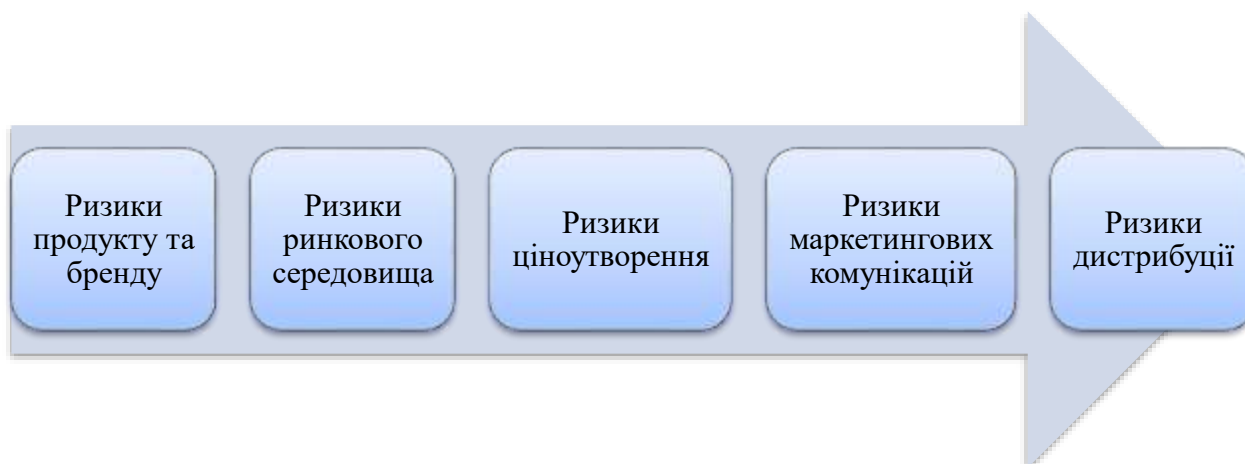 Ризики
продукту та
бренду
Ризики
ринкового
середовища
Ризики
ціноутворення
Ризики
маркетингових
комунікацій
Ризики
дистрибуції